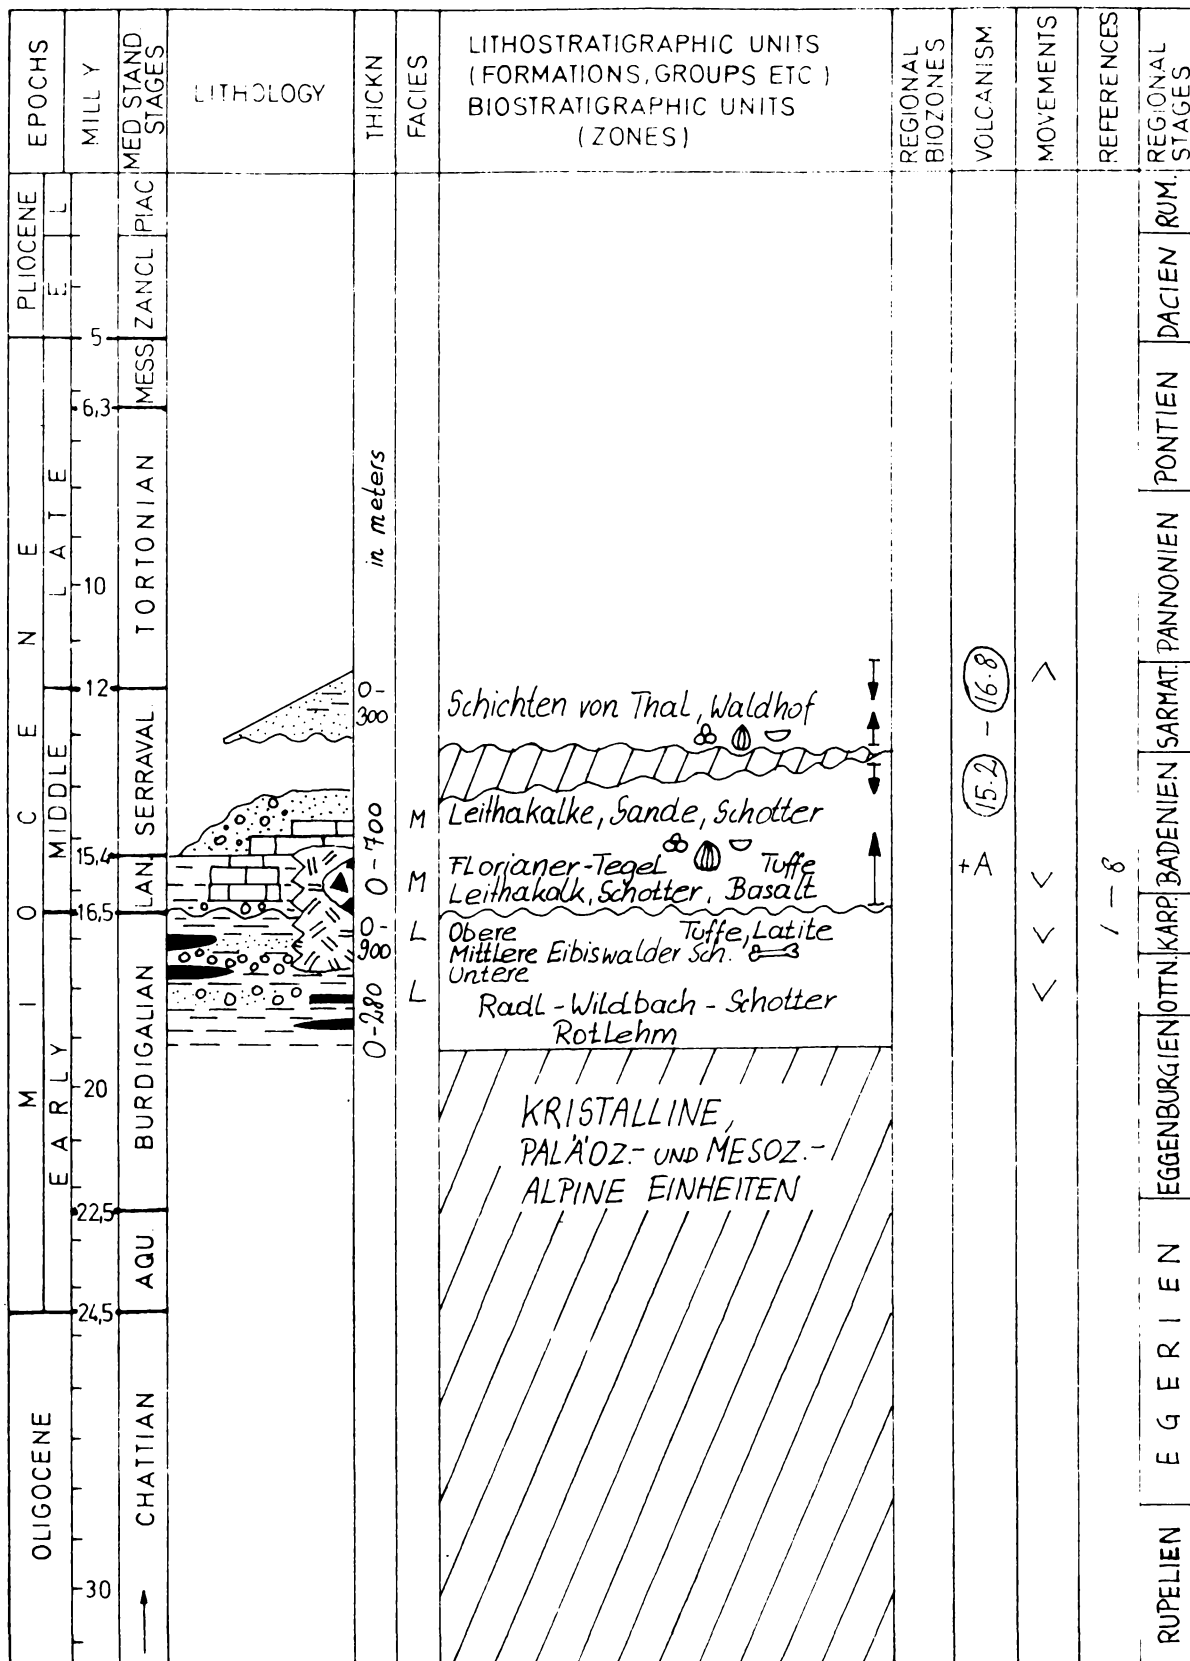 EPOCHS
MILL Y
MED STAND
STAGES
LITHOLOGY
THICKN
FACIES
LITHOSTRATIGRAPHIC UNITS
(FORMATIONS, GROUPS ETC)
BIOSTRATIGRAPHIC UNITS
(ZONES)
REGIONAL
BIOZONES
VOLCANISM
MOVEMENTS
REFERENCES
REGIONAL
STAGES
PLIOCENE
E L
MIOCENE
EARLY MIDDLE LATE
OLIGOCENE
5
6,3
10
12
15,4
16,5
20
22,5
24,5
30
PIAC
ZANCL
MESS
TORTONIAN
SERRAVAL
LAN
BURDIGALIAN
AQU
CHATTIAN
in meters
0-
300
0-700
0-
900
0-280
M
M
L
L
Schichten von Thal, Waldhof
Leithakalke, Sande, Schotter
Florianer-Tegel Tuffe
Leithakalk, Schotter, Basalt
Obere Tuffe, Latite
Mittlere Eibiswalder Sch.
Untere
Radl-Wildbach-Schotter
Rotlehm
KRISTALLINE,
PALÄOZ.- UND MESOZ.-
ALPINE EINHEITEN
15.2 - 16.8
+A
1-8
RUM.
DACIEN
PONTIEN
PANNONIEN
SARMAT.
BADENIEN
KARP.
OTTN.
EGGENBURGIEN
EGERIEN
RUPELIEN